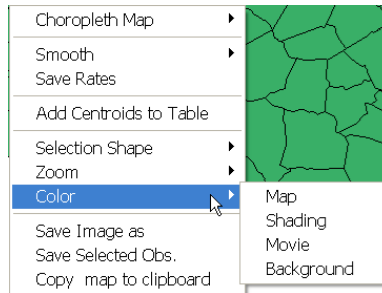 Choropleth Map
Smooth
Save Rates
Add Centroids to Table
Selection Shape
Zoom
Color
Save Image as
Save Selected Obs.
Copy map to clipboard
Map
Shading
Movie
Background